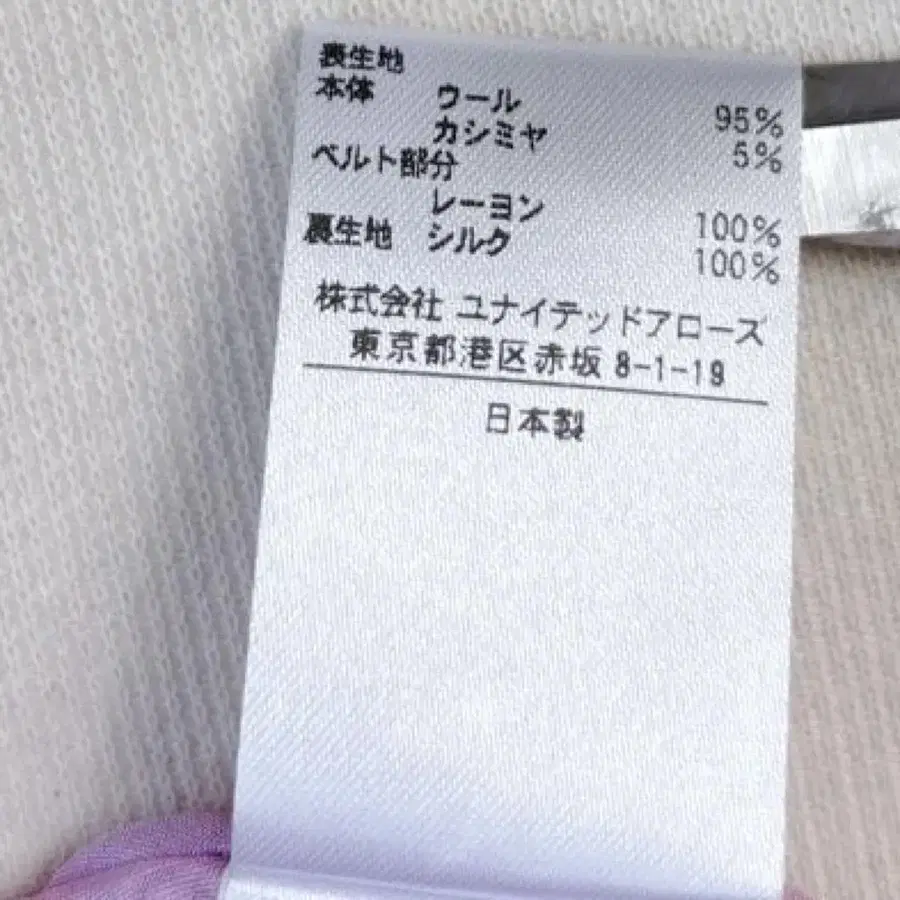 表生地
本体 ウール 95%
カシミヤ 5%
ベルト部分
レーヨン 100%
裏生地 シルク 100%
株式会社 ユナイテッドアローズ
東京都港区赤坂 8-1-19
日本製